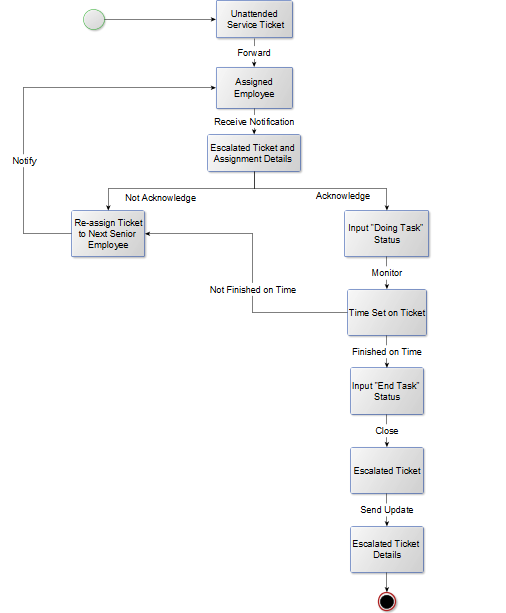 Unattended
Service Ticket
Forward
Assigned
Employee
Receive Notification
Escalated Ticket and
Assignment Details
Notify
Not Acknowledge
Acknowledge
Re-assign Ticket
to Next Senior
Employee
Input "Doing Task"
Status
Monitor
Not Finished on Time
Time Set on Ticket
Finished on Time
Input "End Task"
Status
Close
Escalated Ticket
Send Update
Escalated Ticket
Details